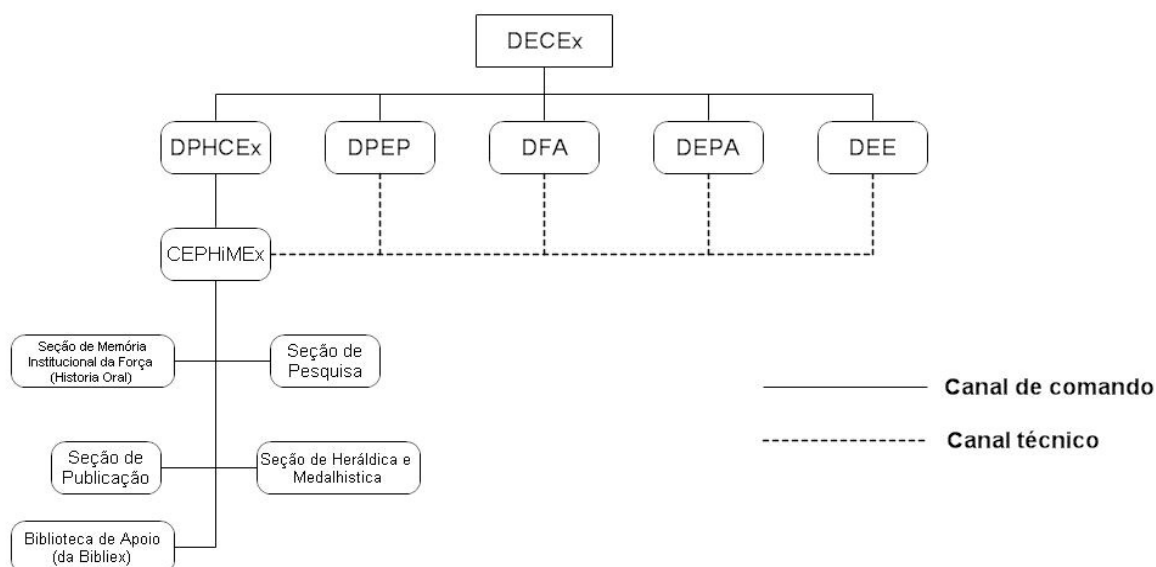 DECEx
DPHCEx
DPEP
DFA
DEPA
DEE
CEPHiMEx
Seção de Memória
Institucional da Força
(Historia Oral)
Seção de
Pesquisa
Canal de comando
Canal técnico
Seção de
Publicação
Seção de Heráldica e
Medalhistica
Biblioteca de Apoio
(da Bibliex)